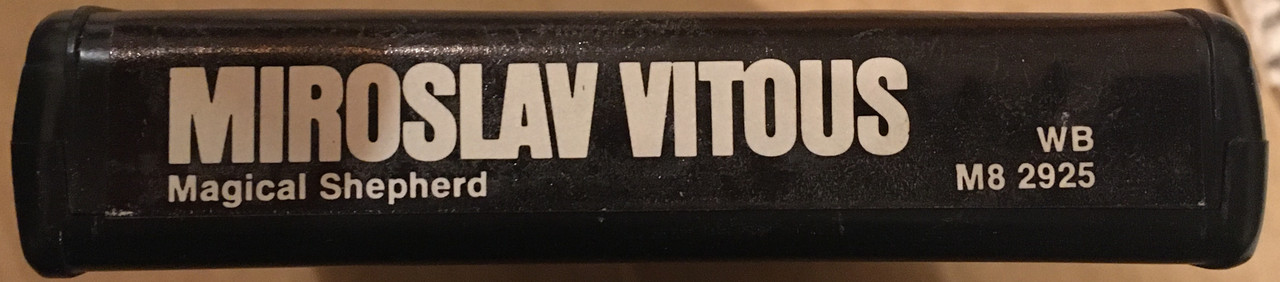 MIROSLAV VITOUS
Magical Shepherd
WB
M8 2925